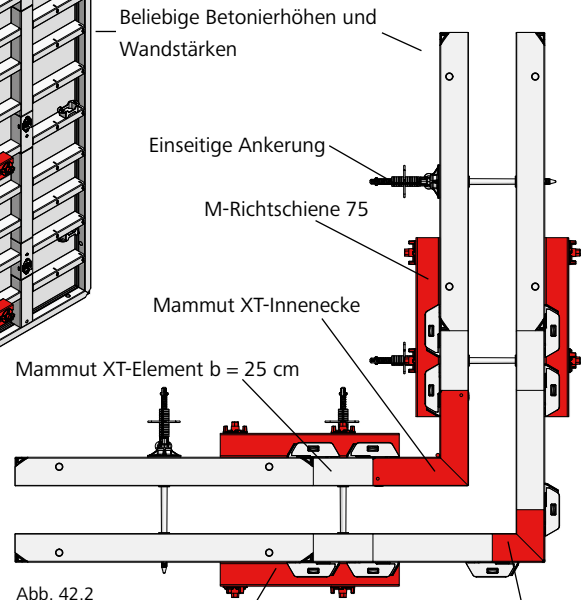 Beliebige Betonierhöhen und
Wandstärken
Einseitige Ankerung
M-Richtschiene 75
Mammut XT-Innenecke
Mammut XT-Element b = 25 cm
Abb. 42.2